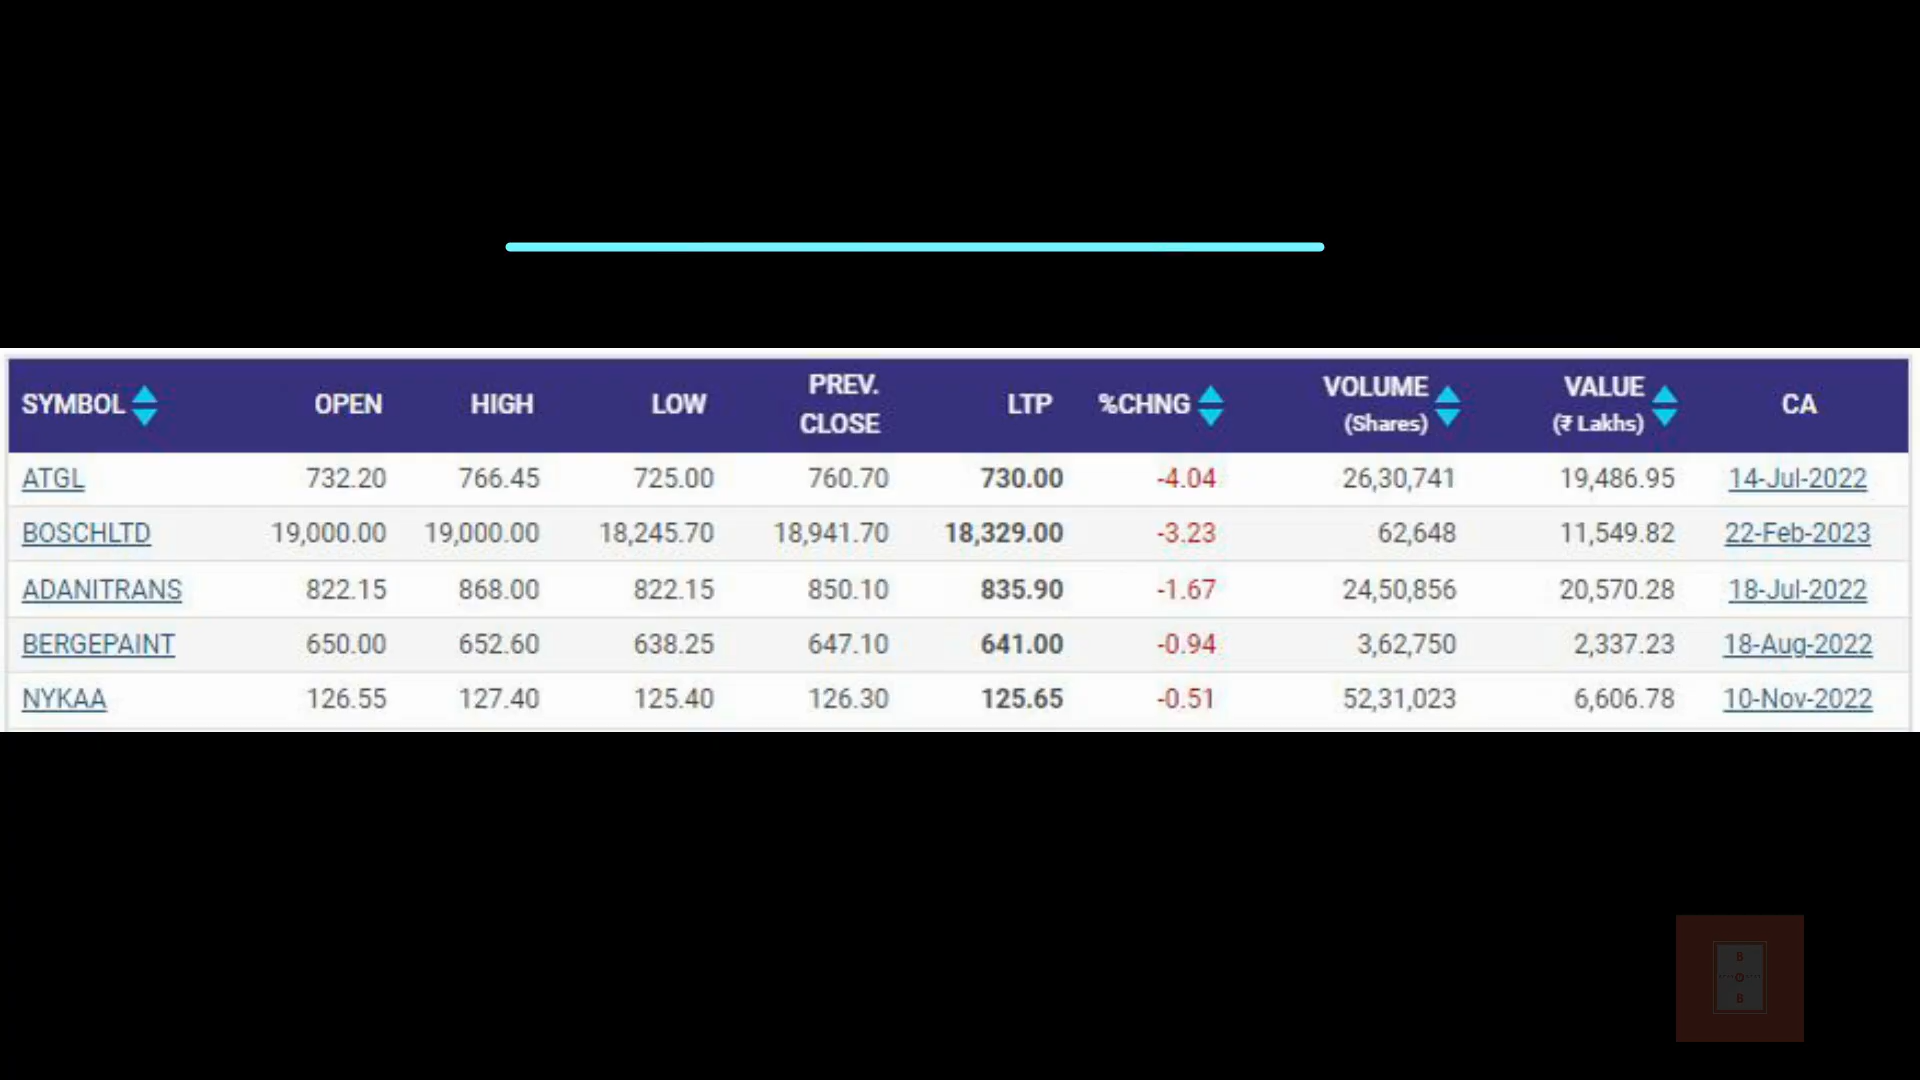 SYMBOL OPEN HIGH LOW PREV. CLOSE LTP %CHNG VOLUME (Shares) VALUE (₹ Lakhs) CA
ATGL 732.20 766.45 725.00 760.70 730.00 -4.04 26,30,741 19,486.95 14-Jul-2022
BOSCHLTD 19,000.00 19,000.00 18,245.70 18,941.70 18,329.00 -3.23 62,648 11,549.82 22-Feb-2023
ADANITRANS 822.15 868.00 822.15 850.10 835.90 -1.67 24,50,856 20,570.28 18-Jul-2022
BERGEPAINT 650.00 652.60 638.25 647.10 641.00 -0.94 3,62,750 2,337.23 18-Aug-2022
NYKAA 126.55 127.40 125.40 126.30 125.65 -0.51 52,31,023 6,606.78 10-Nov-2022
B
O
B